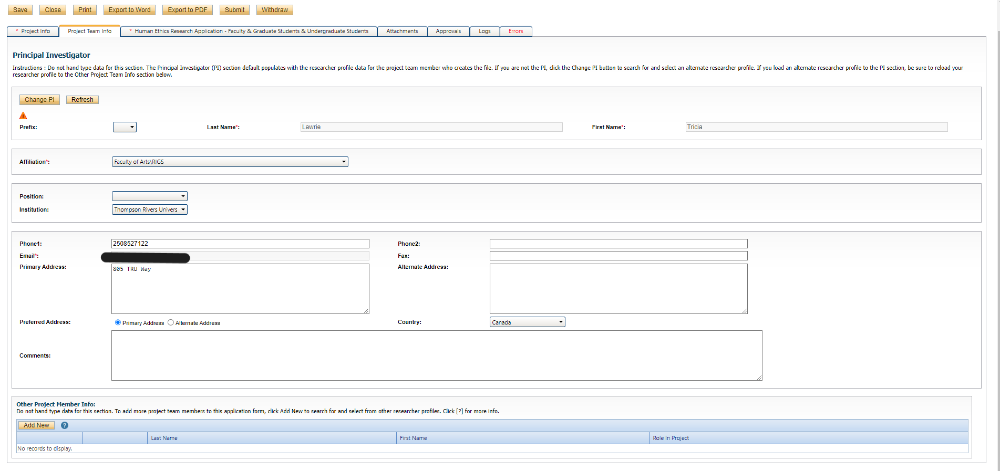 Save Close Print Export to Word Export to PDF Submit Withdraw
* Project Info Project Team Info * Human Ethics Research Application - Faculty & Graduate Students & Undergraduate Students Attachments Approvals Logs Errors
Principal Investigator
Instructions : Do not hand type data for this section. The Principal Investigator (PI) section default populates with the researcher profile data for the project team member who creates the file. If you are not the PI, click the Change PI button to search for and select an alternate researcher profile. If you load an alternate researcher profile to the PI section, be sure to reload your
researcher profile to the Other Project Team Info section below.
Change PI Refresh
Prefix: Last Name*: Lawrie First Name*: Tricia
Affiliation*: Faculty of Arts\RIGS
Position:
Institution: Thompson Rivers Univers
Phone1: 2508527122 Phone2:
Email*: Fax:
Primary Address: 805 TRU Way Alternate Address:
Preferred Address: Primary Address Alternate Address Country: Canada
Comments:
Other Project Member Info:
Do not hand type data for this section. To add more project team members to this application form, click Add New to search for and select from other researcher profiles. Click [?] for more info.
Add New ?
Last Name First Name Role In Project
No records to display.